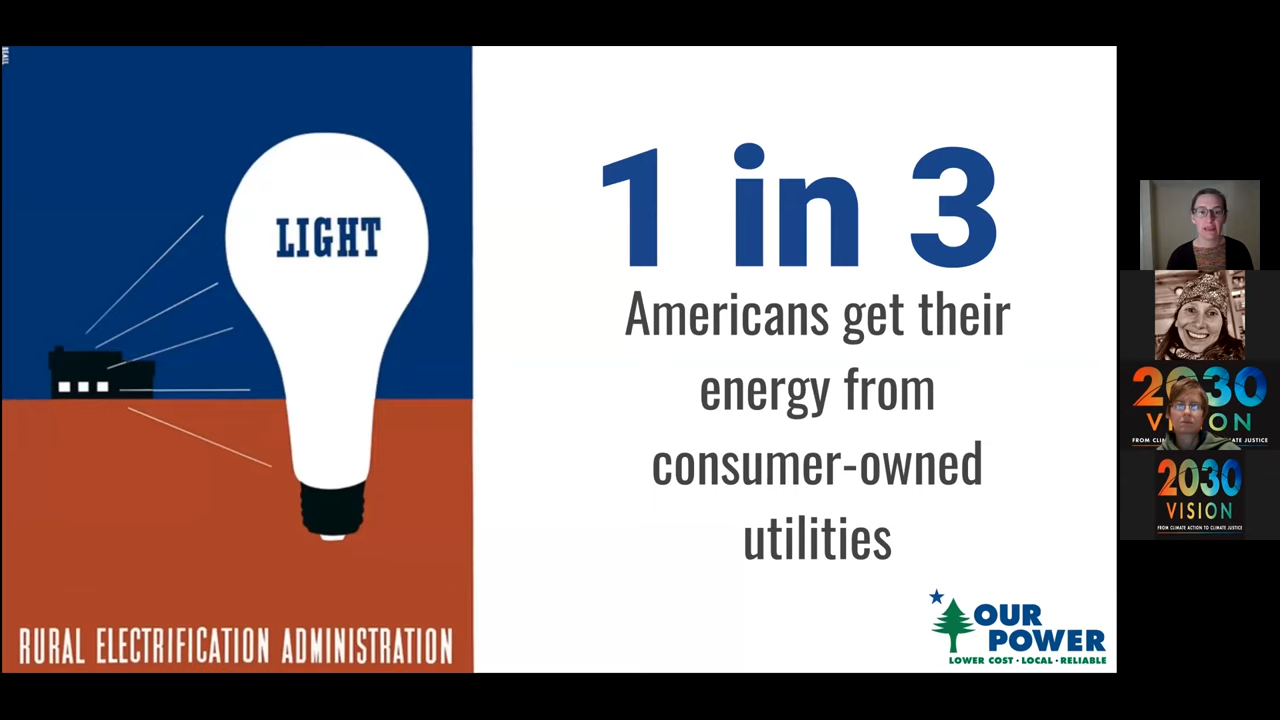 BEALL
LIGHT
RURAL ELECTRIFICATION ADMINISTRATION
1 in 3
Americans get their
energy from
consumer-owned
utilities
OUR
POWER
LOWER COST · LOCAL · RELIABLE
2030
VISION
2030
VISION
FROM CLIMATE ACTION TO CLIMATE JUSTICE